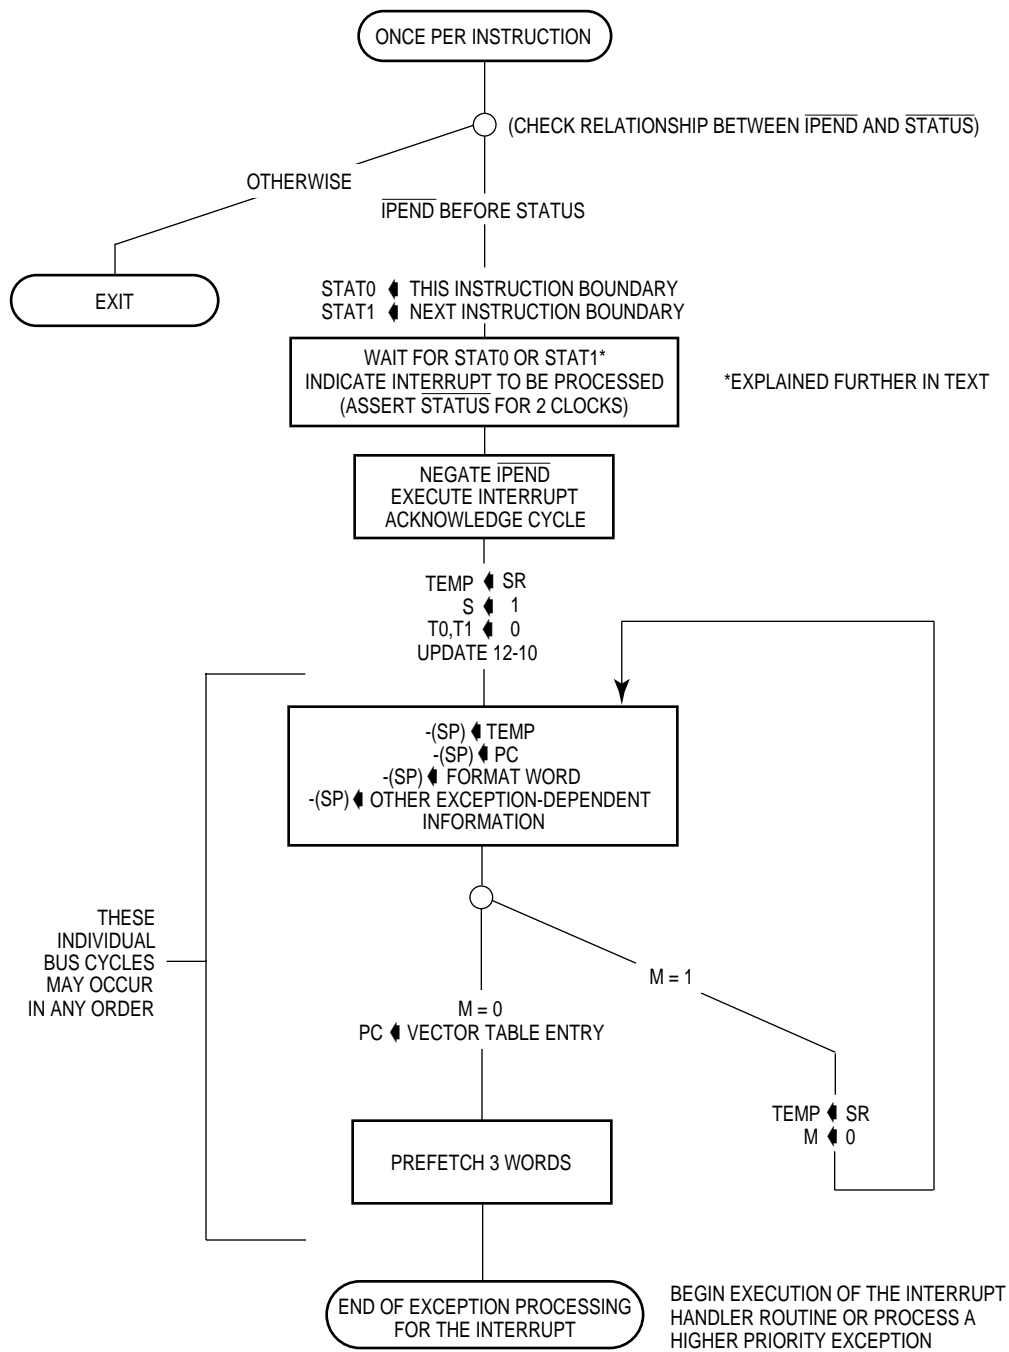 ONCE PER INSTRUCTION
(CHECK RELATIONSHIP BETWEEN IPEND AND STATUS)
OTHERWISE
IPEND BEFORE STATUS
EXIT
STAT0 ◀ THIS INSTRUCTION BOUNDARY
STAT1 ◀ NEXT INSTRUCTION BOUNDARY
WAIT FOR STAT0 OR STAT1*
INDICATE INTERRUPT TO BE PROCESSED
(ASSERT STATUS FOR 2 CLOCKS)
*EXPLAINED FURTHER IN TEXT
NEGATE IPEND
EXECUTE INTERRUPT
ACKNOWLEDGE CYCLE
TEMP ◀ SR
S ◀ 1
T0,T1 ◀ 0
UPDATE 12-10
-(SP) ◀ TEMP
-(SP) ◀ PC
-(SP) ◀ FORMAT WORD
-(SP) ◀ OTHER EXCEPTION-DEPENDENT
INFORMATION
THESE
INDIVIDUAL
BUS CYCLES
MAY OCCUR
IN ANY ORDER
M = 1
M = 0
PC ◀ VECTOR TABLE ENTRY
TEMP ◀ SR
M ◀ 0
PREFETCH 3 WORDS
END OF EXCEPTION PROCESSING
FOR THE INTERRUPT
BEGIN EXECUTION OF THE INTERRUPT
HANDLER ROUTINE OR PROCESS A
HIGHER PRIORITY EXCEPTION